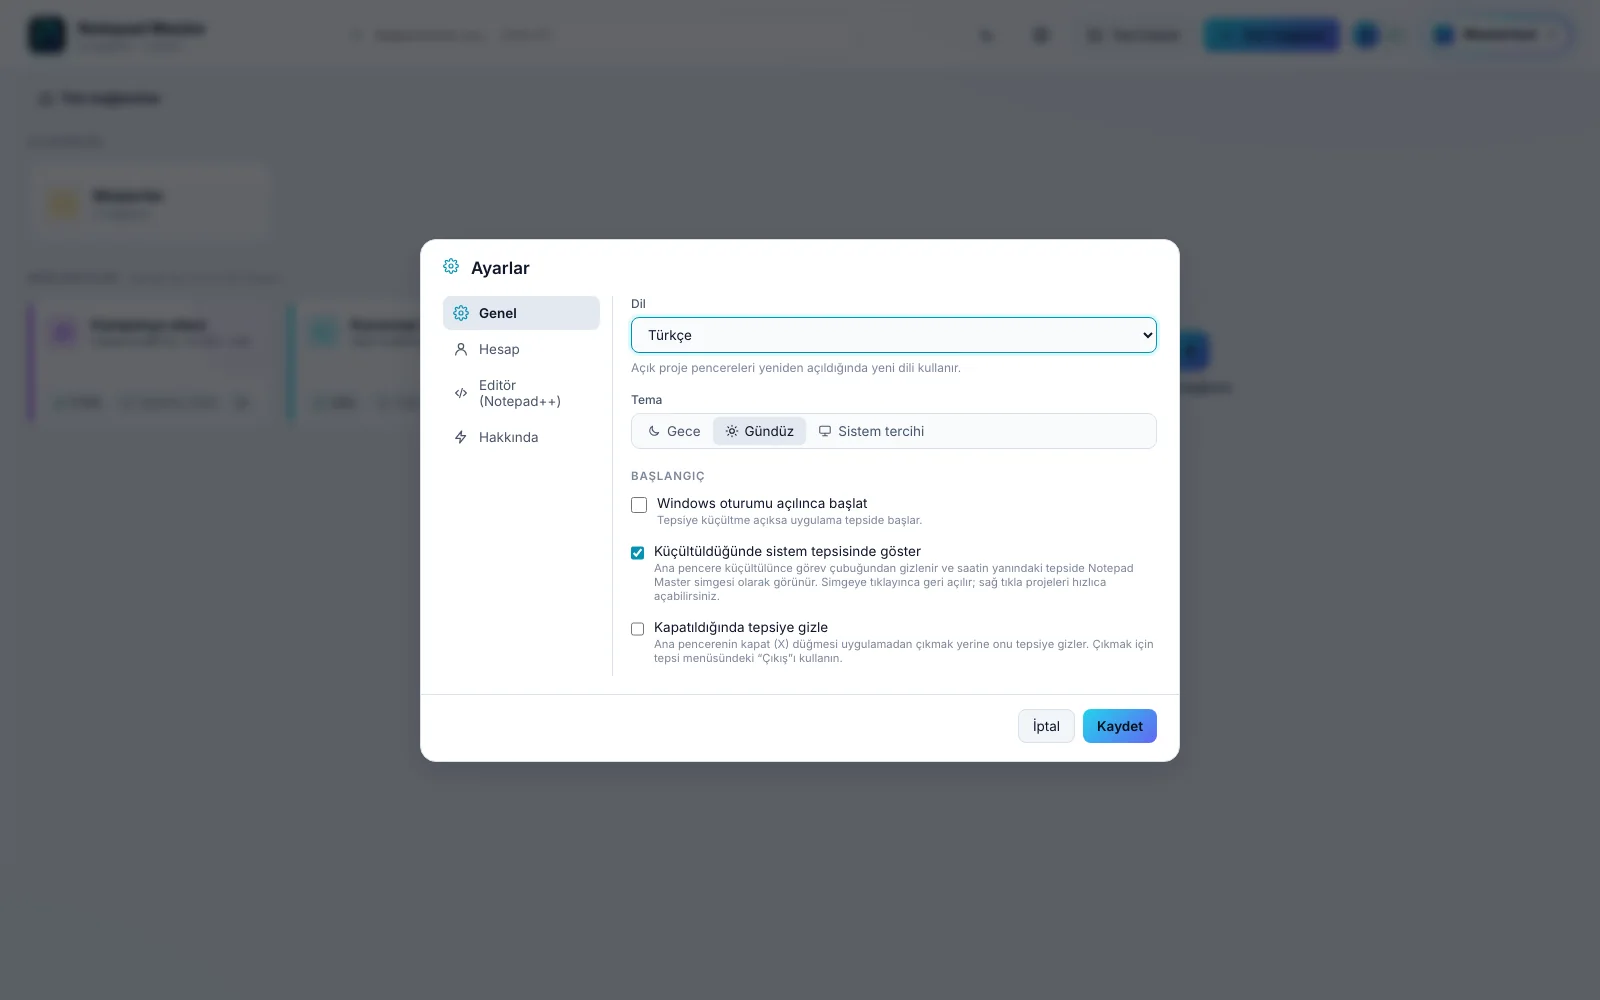 Ayarlar
Genel
Hesap
Editör
(Notepad++)
Hakkında
Dil
Türkçe
Açık proje pencereleri yeniden açıldığında yeni dili kullanır.
Tema
Gece
Gündüz
Sistem tercihi
BAŞLANGIÇ
Windows oturumu açılınca başlat
Tepsiye küçültme açıksa uygulama tepside başlar.
Küçültüldüğünde sistem tepsisinde göster
Ana pencere küçültülünce görev çubuğundan gizlenir ve saatin yanındaki tepside Notepad
Master simgesi olarak görünür. Simgeye tıklayınca geri açılır; sağ tıkla projeleri hızlıca
açabilirsiniz.
Kapatıldığında tepsiye gizle
Ana pencerenin kapat (X) düğmesi uygulamadan çıkmak yerine onu tepsiye gizler. Çıkmak için
tepsi menüsündeki “Çıkış”ı kullanın.
İptal
Kaydet